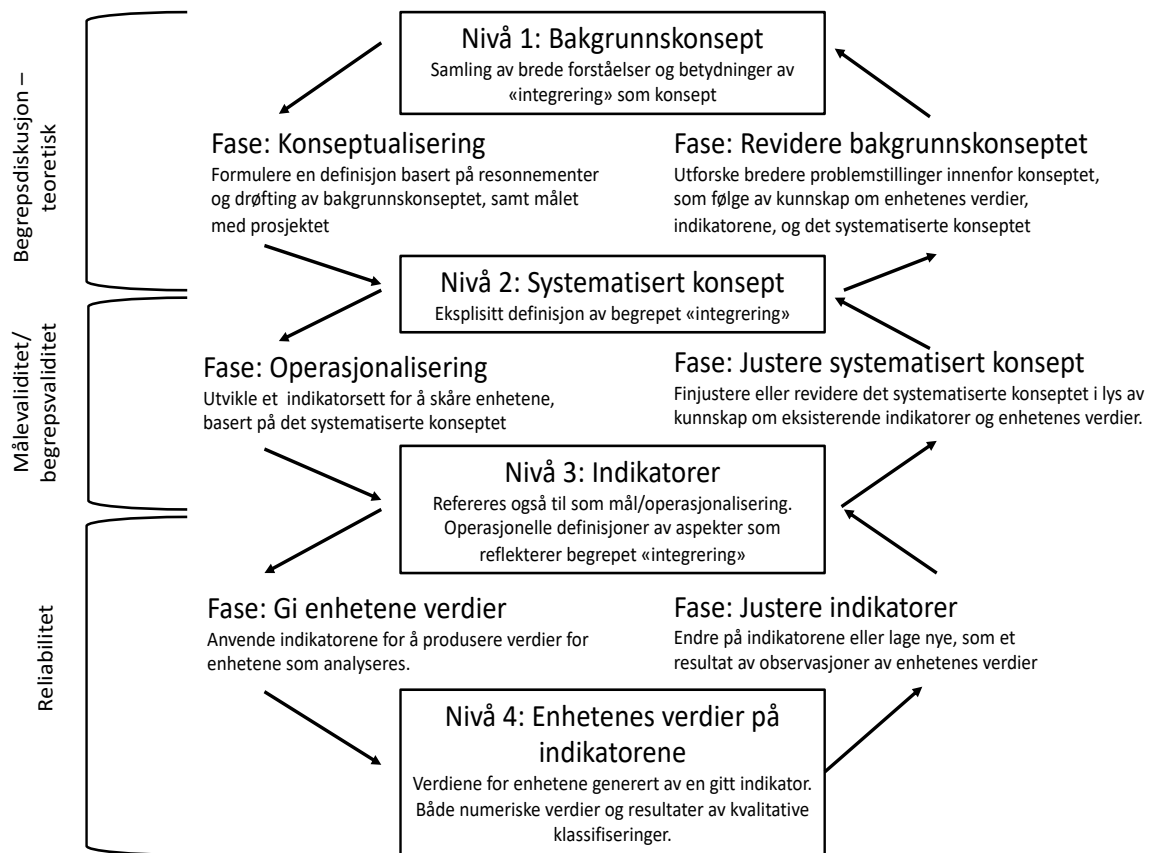 Nivå 1: Bakgrunnskonsept
Samling av brede forståelser og betydninger av
«integrering» som konsept
Begrepsdiskusjon –
teoretisk
Fase: Konseptualisering
Formulere en definisjon basert på resonnementer
og drøfting av bakgrunnskonseptet, samt målet
med prosjektet
Fase: Revidere bakgrunnskonseptet
Utforske bredere problemstillinger innenfor konseptet,
som følge av kunnskap om enhetenes verdier,
indikatorene, og det systematiserte konseptet
Nivå 2: Systematisert konsept
Eksplisitt definisjon av begrepet «integrering»
Målevaliditet/
begrepsvaliditet
Fase: Operasjonalisering
Utvikle et indikatorsett for å skåre enhetene,
basert på det systematiserte konseptet
Fase: Justere systematisert konsept
Finjustere eller revidere det systematiserte konseptet i lys av
kunnskap om eksisterende indikatorer og enhetenes verdier.
Nivå 3: Indikatorer
Refereres også til som mål/operasjonalisering.
Operasjonelle definisjoner av aspekter som
reflekterer begrepet «integrering»
Reliabilitet
Fase: Gi enhetene verdier
Anvende indikatorene for å produsere verdier for
enhetene som analyseres.
Fase: Justere indikatorer
Endre på indikatorene eller lage nye, som et
resultat av observasjoner av enhetenes verdier
Nivå 4: Enhetenes verdier på
indikatorene
Verdiene for enhetene generert av en gitt indikator.
Både numeriske verdier og resultater av kvalitative
klassifiseringer.